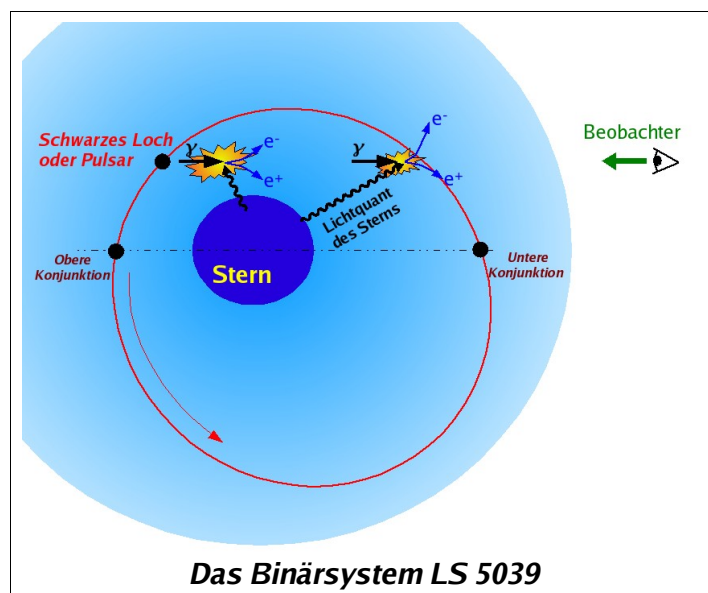 Schwarzes Loch
oder Pulsar
γ
e-
e+
γ
e-
e+
Beobachter
Lichtquant
des Sterns
Obere
Konjunktion
Stern
Untere
Konjunktion
Das Binärsystem LS 5039